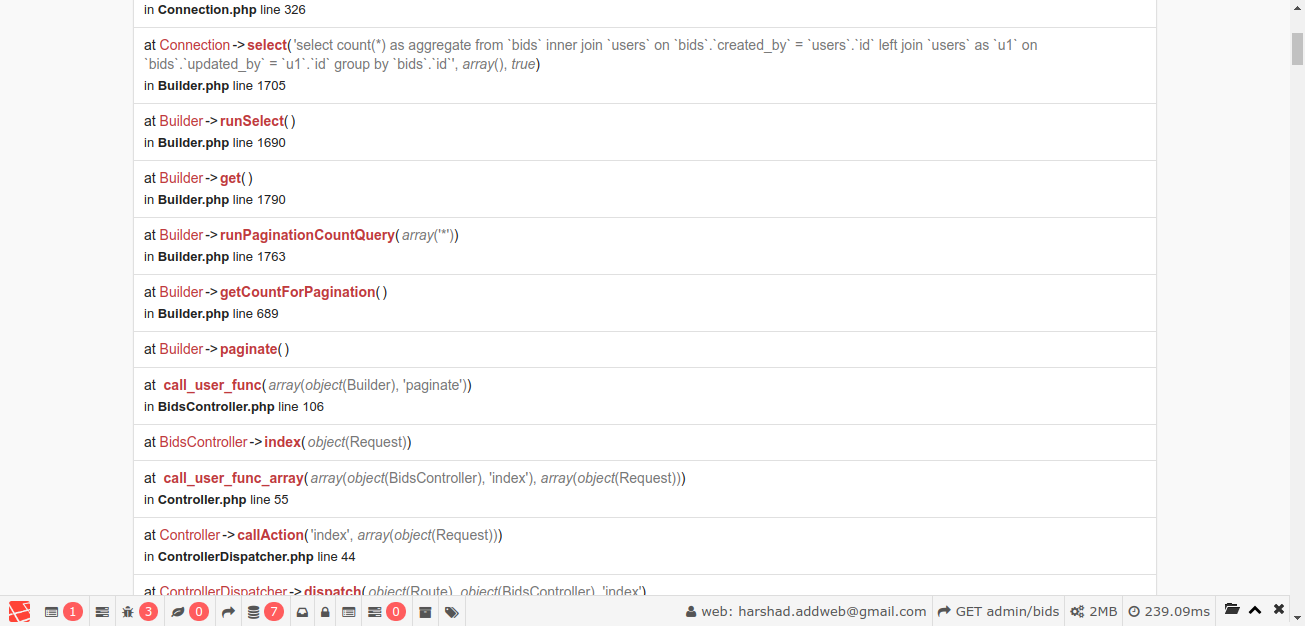 in Connection.php line 326
at Connection->select('select count(*) as aggregate from `bids` inner join `users` on `bids`.`created_by` = `users`.`id` left join `users` as `u1` on
`bids`.`updated_by` = `u1`.`id` group by `bids`.`id`', array(), true)
in Builder.php line 1705
at Builder->runSelect()
in Builder.php line 1690
at Builder->get()
in Builder.php line 1790
at Builder->runPaginationCountQuery(array('*'))
in Builder.php line 1763
at Builder->getCountForPagination()
in Builder.php line 689
at Builder->paginate()
at call_user_func(array(object(Builder), 'paginate'))
in BidsController.php line 106
at BidsController->index(object(Request))
at call_user_func_array(array(object(BidsController), 'index'), array(object(Request)))
in Controller.php line 55
at Controller->callAction('index', array(object(Request)))
in ControllerDispatcher.php line 44
at ControllerDispatcher->dispatch(object(Route), object(BidsController), 'index')
1 3 0 7 0 web: harshad.addweb@gmail.com GET admin/bids 2MB 239.09ms